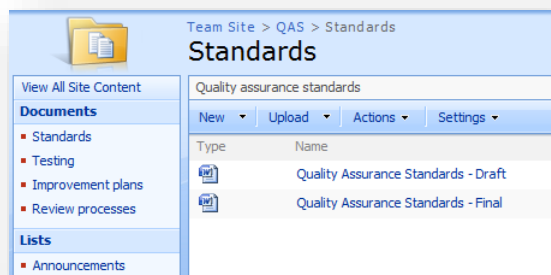 Team Site > QAS > Standards
Standards
View All Site Content
Documents
Standards
Testing
Improvement plans
Review processes
Lists
Announcements
Quality assurance standards
New Upload Actions Settings
Type Name
Quality Assurance Standards - Draft
Quality Assurance Standards - Final